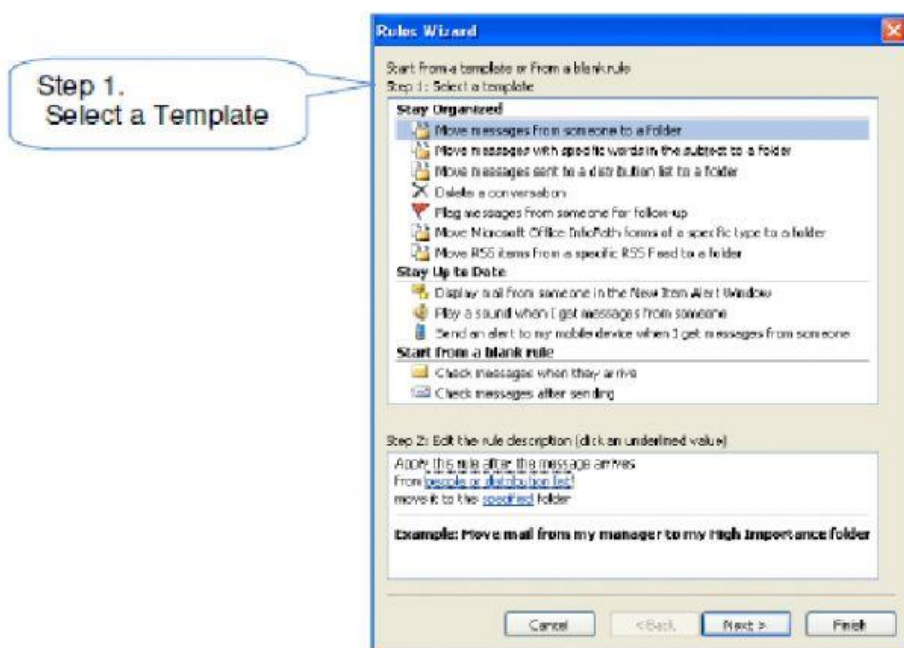 Step 1.
Select a Template
Rules Wizard
Start from a template or from a blank rule
Step 1: Select a template
Stay Organized
Move messages from someone to a folder
Move messages with specific words in the subject to a folder
Move messages sent to a distribution list to a folder
Delete a conversation
Flag messages from someone for follow-up
Move Microsoft Office InfoPath forms of a specific type to a folder
Move RSS items from a specific RSS Feed to a folder
Stay Up to Date
Display mail from someone in the New Item Alert Window
Play a sound when I get messages from someone
Send an alert to my mobile device when I get messages from someone
Start from a blank rule
Check messages when they arrive
Check messages after sending
Step 2: Edit the rule description (click an underlined value)
Apply this rule after the message arrives
from people or distribution list
move it to the specified folder
Example: Move mail from my manager to my High Importance folder
Cancel < Back Next > Finish